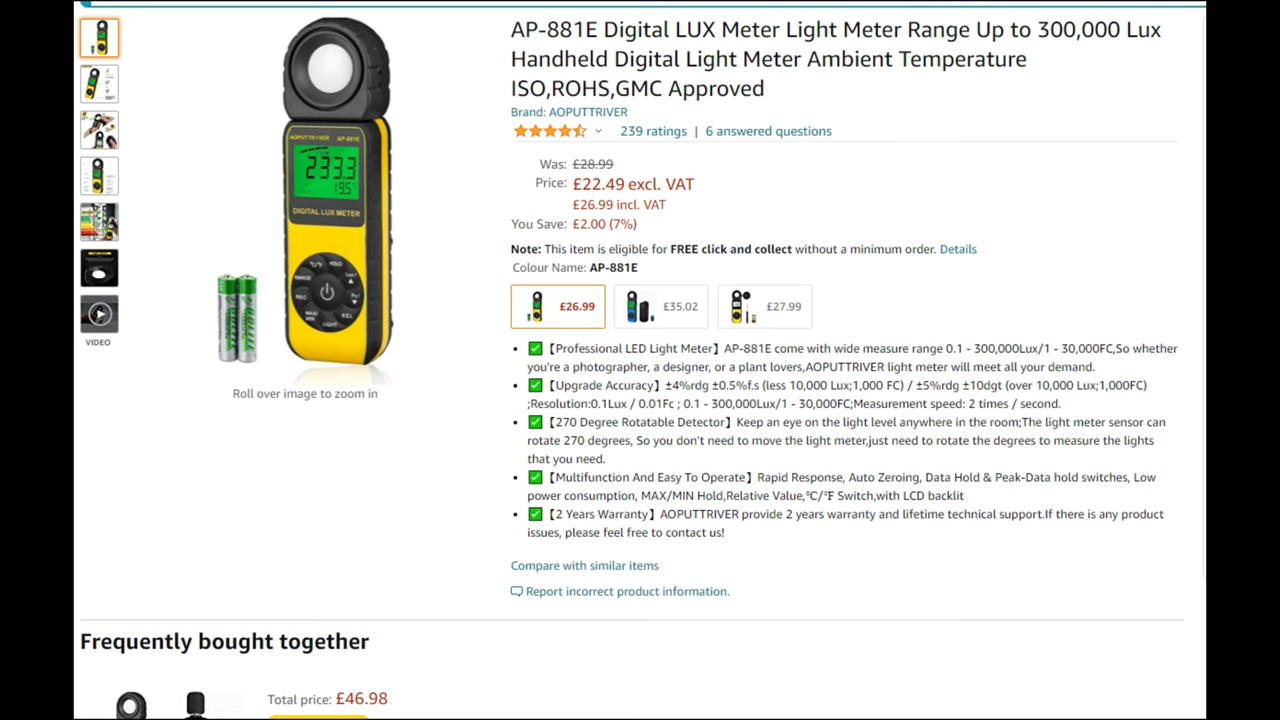 AP-881E Digital LUX Meter Light Meter Range Up to 300,000 Lux
Handheld Digital Light Meter Ambient Temperature
ISO,ROHS,GMC Approved
Brand: AOPUTTRIVER
239 ratings | 6 answered questions
Was: £28.99
Price: £22.49 excl. VAT
£26.99 incl. VAT
You Save: £2.00 (7%)
Note: This item is eligible for FREE click and collect without a minimum order. Details
Colour Name: AP-881E
£26.99
£35.02
£27.99
• ✅【Professional LED Light Meter】AP-881E come with wide measure range 0.1 - 300,000Lux/1 - 30,000FC,So whether
you're a photographer, a designer, or a plant lovers,AOPUTTRIVER light meter will meet all your demand.
• ✅【Upgrade Accuracy】±4%rdg ±0.5%f.s (less 10,000 Lux;1,000 FC) / ±5%rdg ±10dgt (over 10,000 Lux;1,000FC)
;Resolution:0.1Lux / 0.01Fc ; 0.1 - 300,000Lux/1 - 30,000FC;Measurement speed: 2 times / second.
• ✅【270 Degree Rotatable Detector】Keep an eye on the light level anywhere in the room;The light meter sensor can
rotate 270 degrees, So you don't need to move the light meter,just need to rotate the degrees to measure the lights
that you need.
• ✅【Multifunction And Easy To Operate】Rapid Response, Auto Zeroing, Data Hold & Peak-Data hold switches, Low
power consumption, MAX/MIN Hold,Relative Value,℃/℉ Switch,with LCD backlit
• ✅【2 Years Warranty】AOPUTTRIVER provide 2 years warranty and lifetime technical support.If there is any product
issues, please feel free to contact us!
Compare with similar items
Report incorrect product information.
AOPUTTRIVER AP-881E
233.3
19.5
DIGITAL LUX METER
°C/°F HOLD
RANGE Lux/
REC Fc/
MAX/MIN REL
LIGHT
VIDEO
Roll over image to zoom in
Frequently bought together
Total price: £46.98